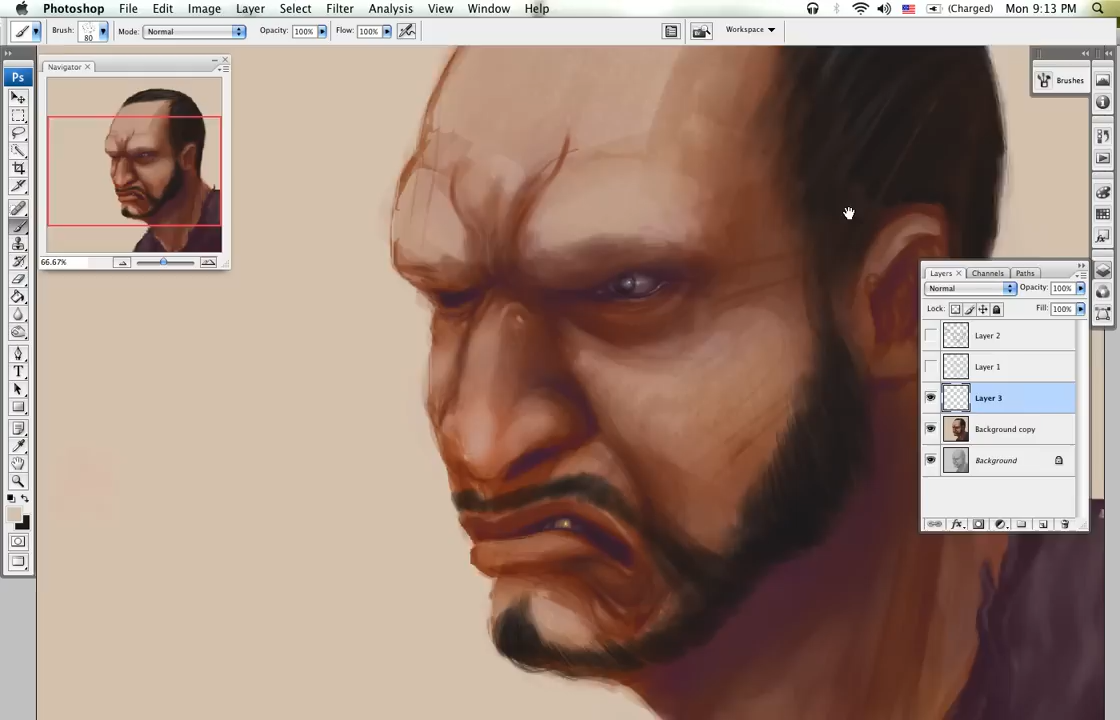 Photoshop File Edit Image Layer Select Filter Analysis View Window Help (Charged) Mon 9:13 PM
Brush: 80 Mode: Normal Opacity: 100% Flow: 100% Workspace
Navigator
Ps
Brushes
66.67%
Layers Channels Paths
Normal Opacity: 100%
Lock: Fill: 100%
Layer 2
Layer 1
Layer 3
Background copy
Background
T
fx